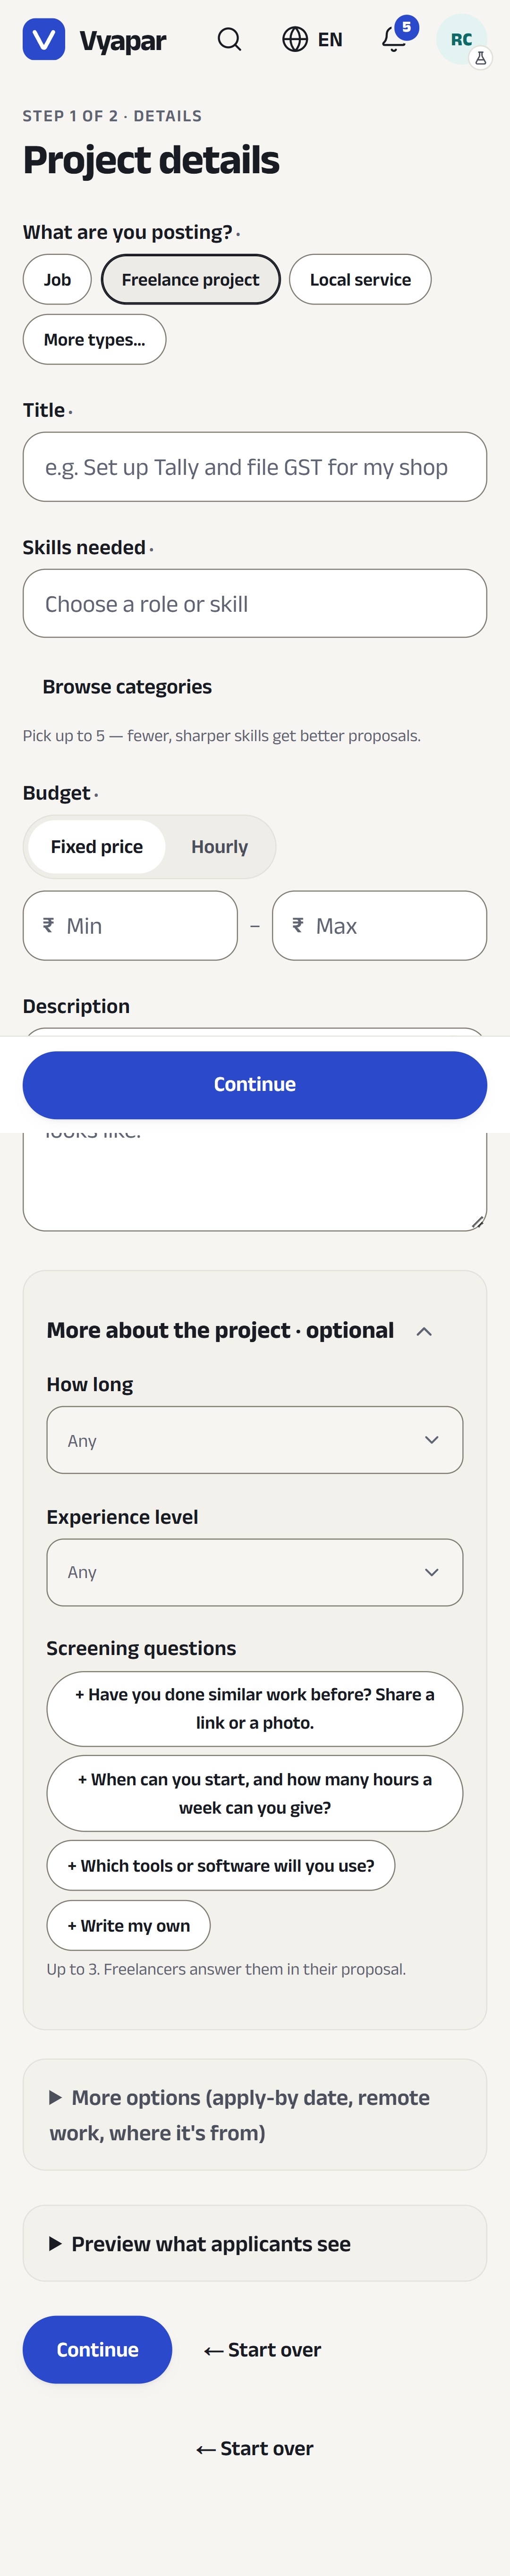 Vyapar
EN
5
RC
STEP 1 OF 2 · DETAILS
Project details
What are you posting? ·
Job
Freelance project
Local service
More types...
Title ·
e.g. Set up Tally and file GST for my shop
Skills needed ·
Choose a role or skill
Browse categories
Pick up to 5 — fewer, sharper skills get better proposals.
Budget ·
Fixed price
Hourly
₹ Min
–
₹ Max
Description
Continue
looks like.
More about the project · optional
How long
Any
Experience level
Any
Screening questions
+ Have you done similar work before? Share a
link or a photo.
+ When can you start, and how many hours a
week can you give?
+ Which tools or software will you use?
+ Write my own
Up to 3. Freelancers answer them in their proposal.
▶ More options (apply-by date, remote
work, where it's from)
▶ Preview what applicants see
Continue
← Start over
← Start over